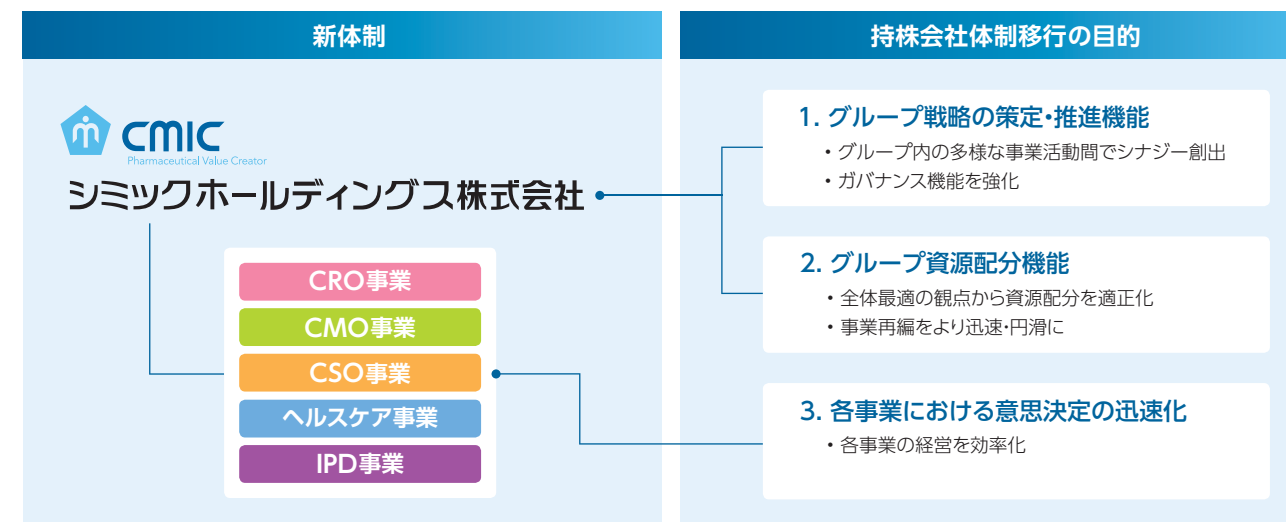 新体制
CMIC
Pharmaceutical Value Creator
シミックホールディングス株式会社
CRO事業
CMO事業
CSO事業
ヘルスケア事業
IPD事業
持株会社体制移行の目的
1. グループ戦略の策定・推進機能
・グループ内の多様な事業活動間でシナジー創出
・ガバナンス機能を強化
2. グループ資源配分機能
・全体最適の観点から資源配分を適正化
・事業再編をより迅速・円滑に
3. 各事業における意思決定の迅速化
・各事業の経営を効率化